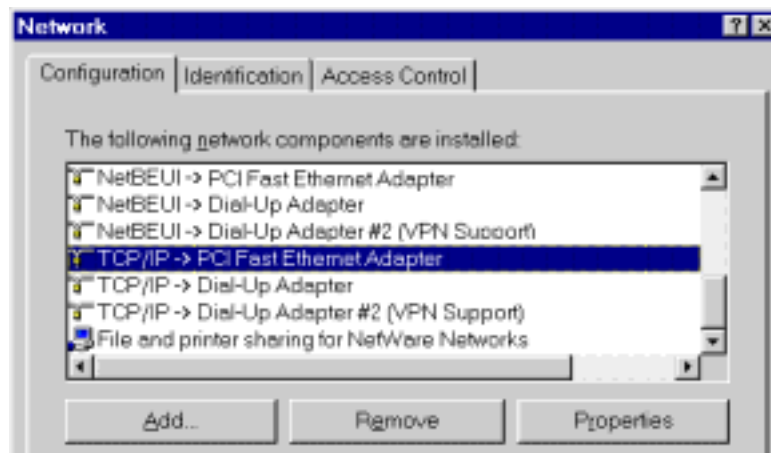 Network
Configuration Identification Access Control
The following network components are installed:
NetBEUI -> PCI Fast Ethernet Adapter
NetBEUI -> Dial-Up Adapter
NetBEUI -> Dial-Up Adapter #2 (VPN Support)
TCP/IP -> PCI Fast Ethernet Adapter
TCP/IP -> Dial-Up Adapter
TCP/IP -> Dial-Up Adapter #2 (VPN Support)
File and printer sharing for NetWare Networks
Add... Remove Properties